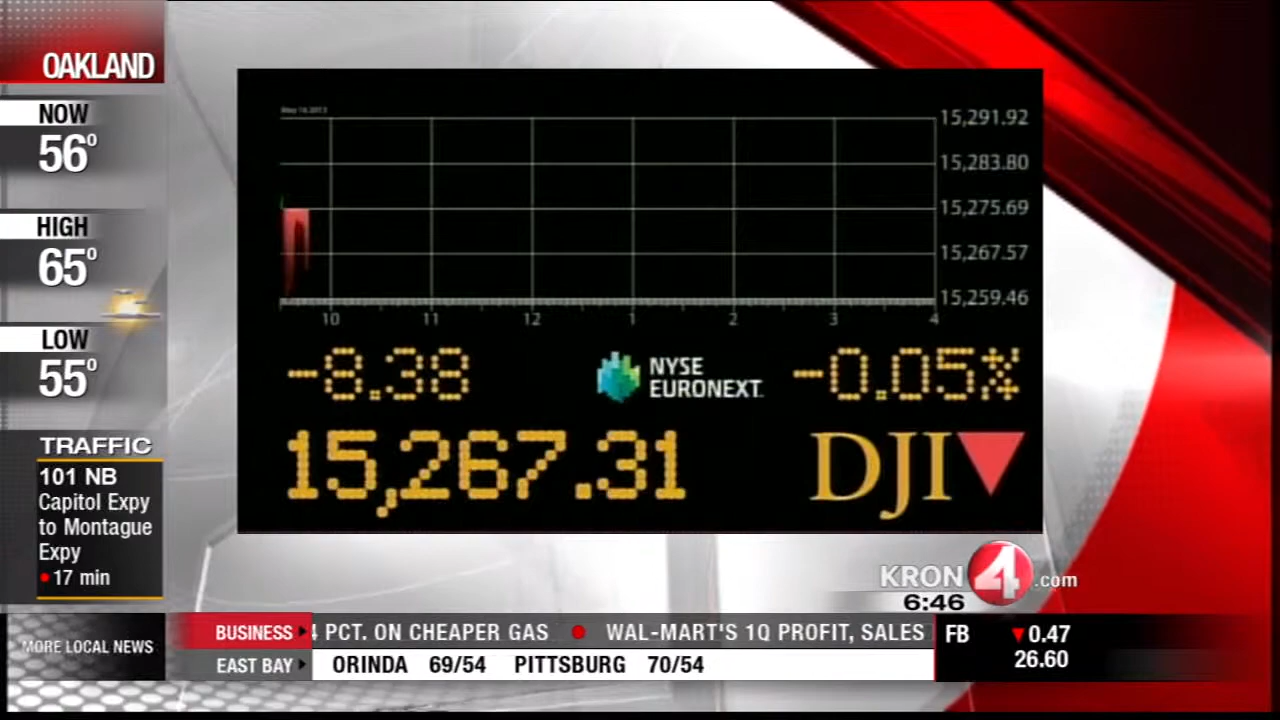 OAKLAND
NOW
56°
HIGH
65°
LOW
55°
TRAFFIC
101 NB
Capitol Expy
to Montague
Expy
17 min
MORE LOCAL NEWS
15,291.92
15,283.80
15,275.69
15,267.57
15,259.46
10 11 12 1 2 3 4
-8.38
NYSE
EURONEXT
-0.05%
15,267.31
DJI
KRON 4 .com
6:46
BUSINESS
4 PCT. ON CHEAPER GAS
WAL-MART'S 1Q PROFIT, SALES
EAST BAY
ORINDA 69/54 PITTSBURG 70/54
FB
0.47
26.60